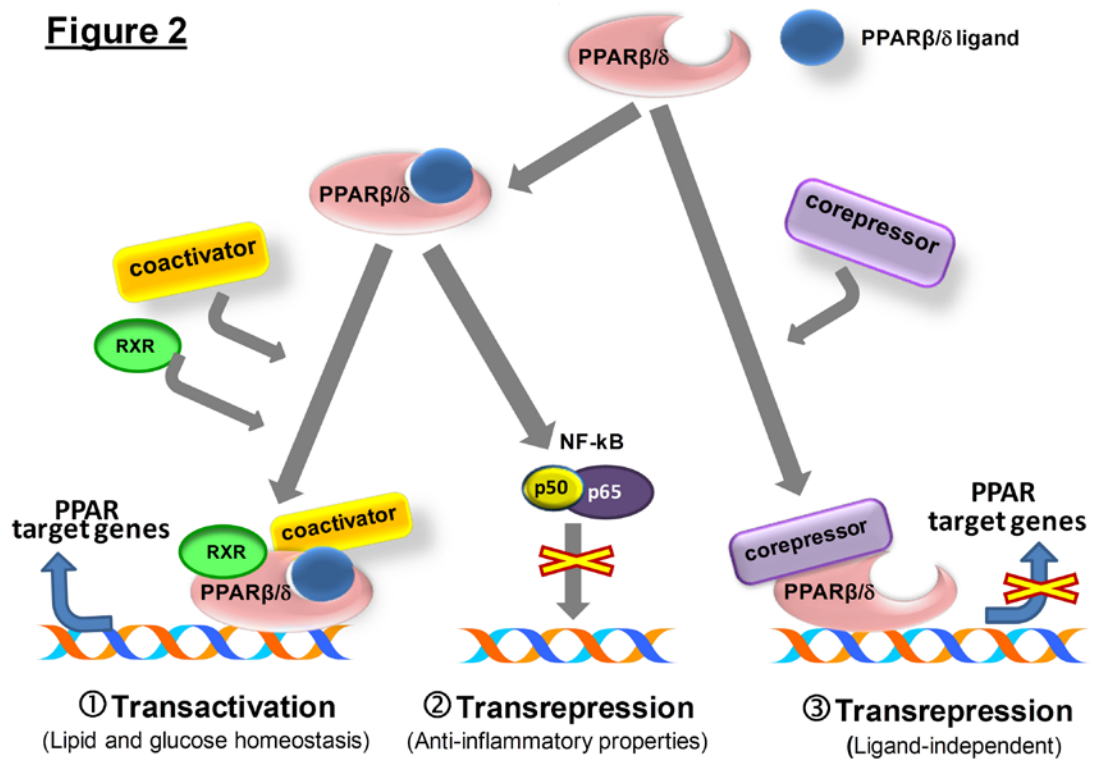 Figure 2
PPARβ/δ
PPARβ/δ ligand
PPARβ/δ
coactivator
RXR
corepressor
NF-kB
p50
p65
PPAR
target genes
RXR
coactivator
PPARβ/δ
corepressor
PPARβ/δ
PPAR
target genes
① Transactivation
(Lipid and glucose homeostasis)
② Transrepression
(Anti-inflammatory properties)
③ Transrepression
(Ligand-independent)